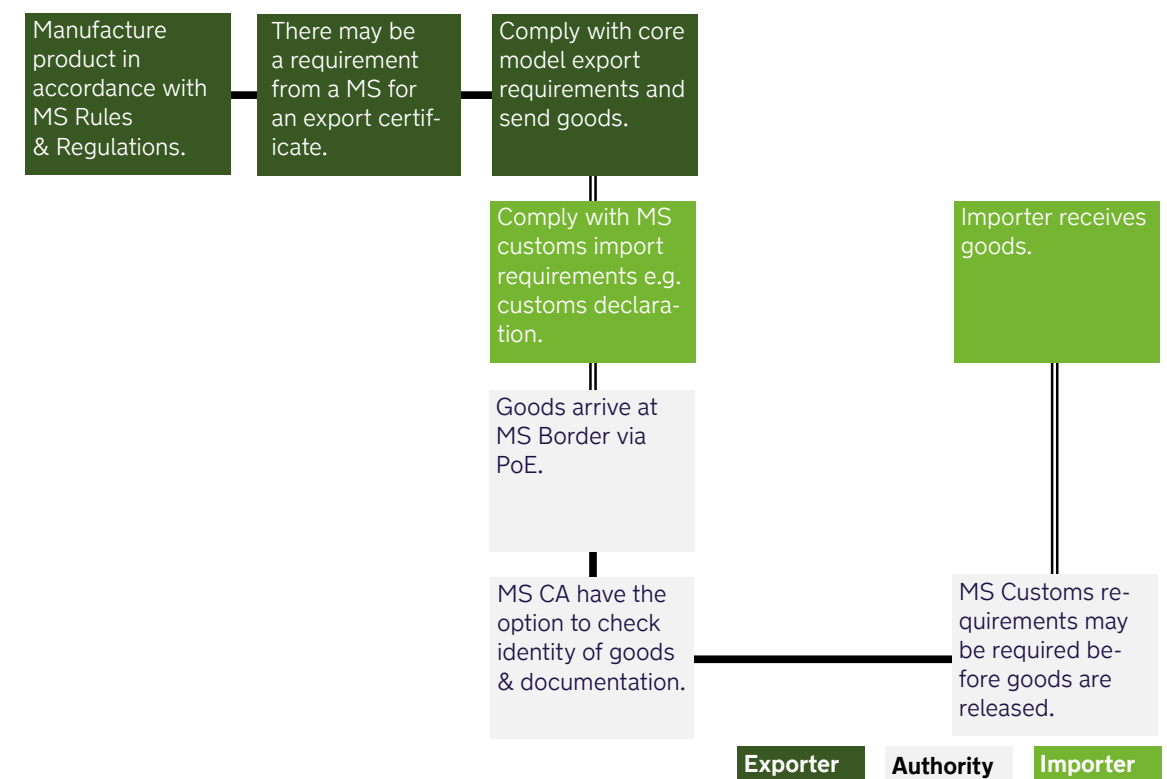 Manufacture
product in
accordance with
MS Rules
& Regulations.
There may be
a requirement
from a MS for
an export certif-
icate.
Comply with core
model export
requirements and
send goods.
Comply with MS
customs import
requirements e.g.
customs declara-
tion.
Importer receives
goods.
Goods arrive at
MS Border via
PoE.
MS CA have the
option to check
identity of goods
& documentation.
MS Customs re-
quirements may
be required be-
fore goods are
released.
Exporter
Authority
Importer